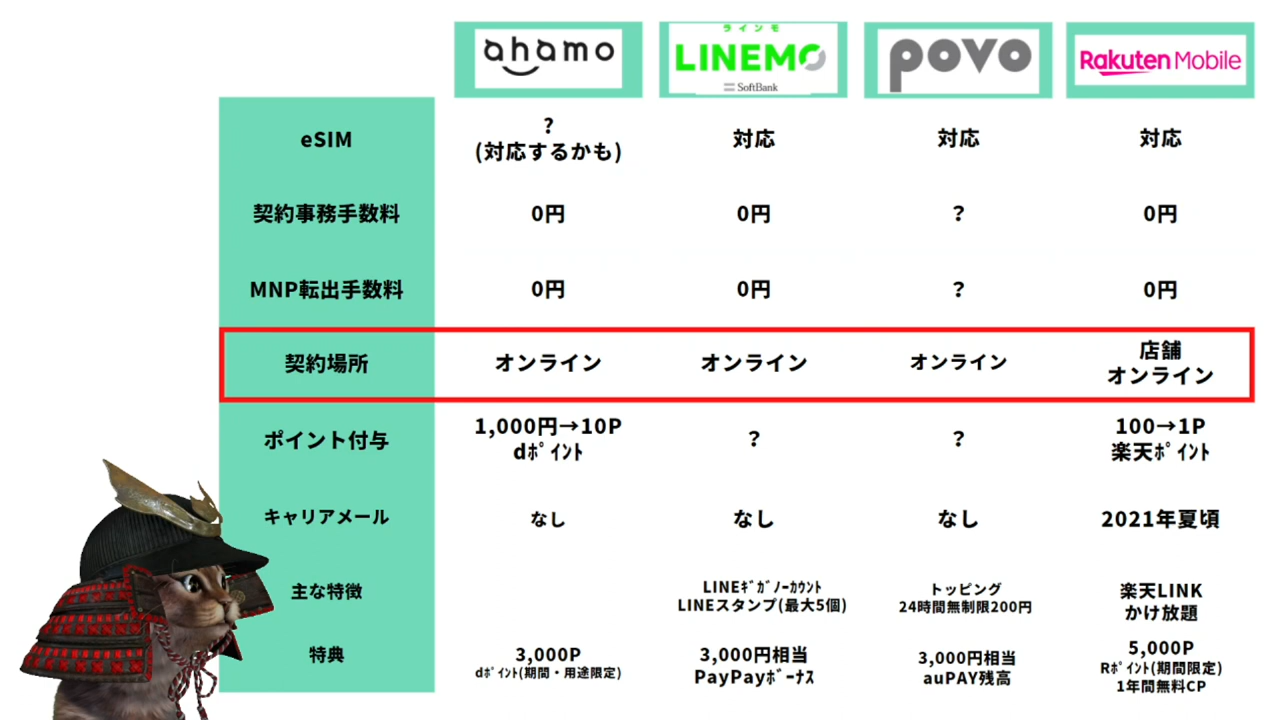 ahamo
ラインモ
LINEMO
SoftBank
povo
Rakuten Mobile
eSIM
?
(対応するかも)
対応
対応
対応
契約事務手数料
0円
0円
?
0円
MNP転出手数料
0円
0円
?
0円
契約場所
オンライン
オンライン
オンライン
店舗
オンライン
ポイント付与
1,000円→10P
dﾎﾟｲﾝﾄ
?
?
100→1P
楽天ﾎﾟｲﾝﾄ
キャリアメール
なし
なし
なし
2021年夏頃
主な特徴
LINEｷﾞｶﾞﾉｰｶｳﾝﾄ
LINEスタンプ(最大5個)
トッピング
24時間無制限200円
楽天LINK
かけ放題
特典
3,000P
dﾎﾟｲﾝﾄ(期間・用途限定)
3,000円相当
PayPayﾎﾞｰﾅｽ
3,000円相当
auPAY残高
5,000P
Rﾎﾟｲﾝﾄ(期間限定)
1年間無料CP